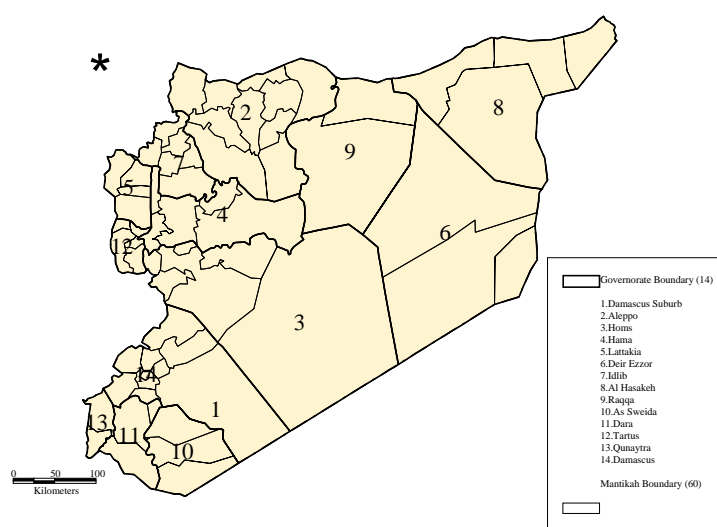 *
2
8
7
9
5
4
12
6
3
14
1
13
11
10
0 50 100
Kilometers
Governorate Boundary (14)
1.Damascus Suburb
2.Aleppo
3.Homs
4.Hama
5.Lattakia
6.Deir Ezzor
7.Idlib
8.Al Hasakeh
9.Raqqa
10.As Sweida
11.Dara
12.Tartus
13.Qunaytra
14.Damascus
Mantikah Boundary (60)